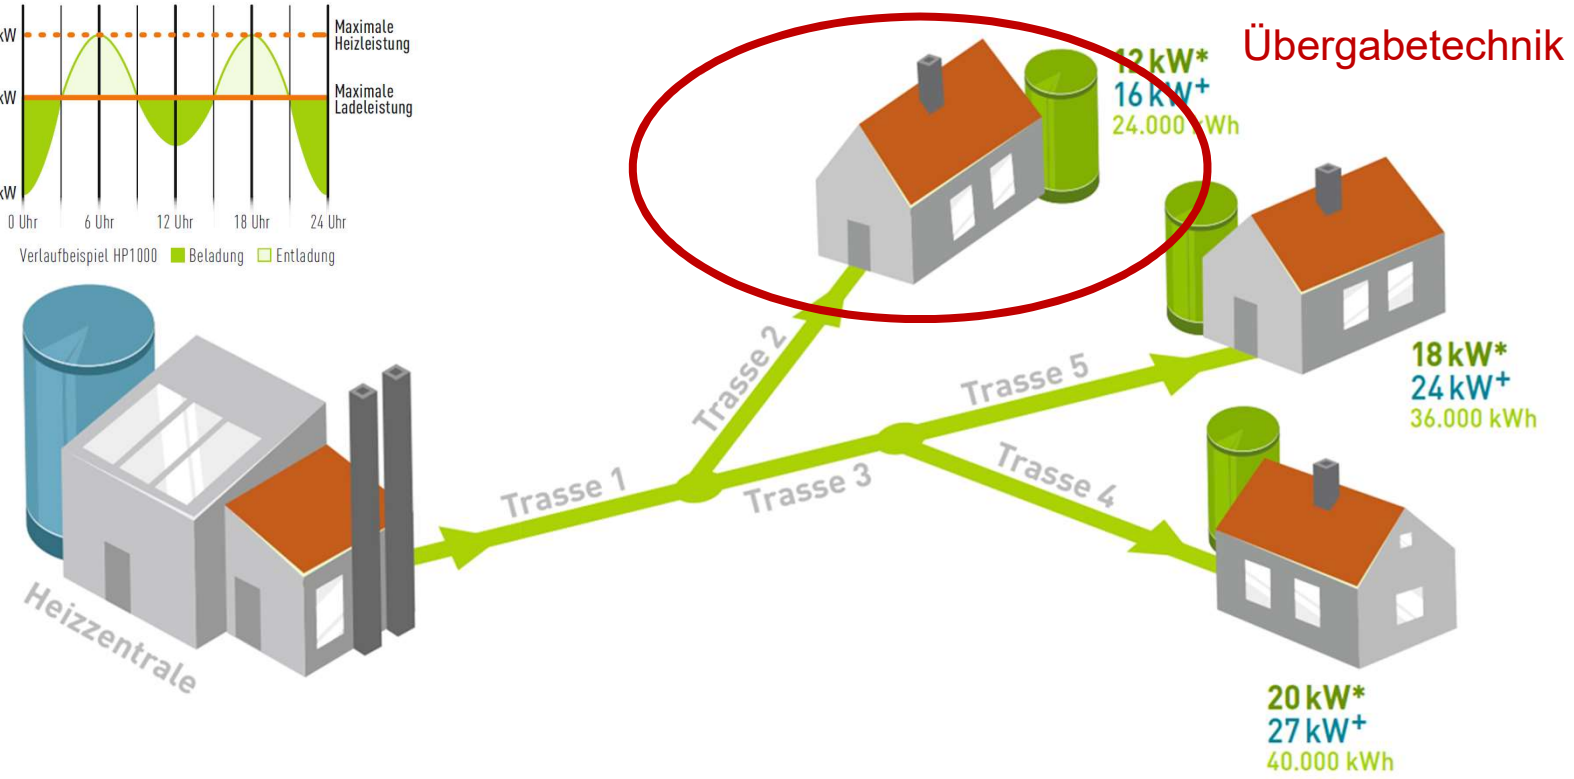 kW
Maximale
Heizleistung
kW
Maximale
Ladeleistung
kW
0 Uhr 6 Uhr 12 Uhr 18 Uhr 24 Uhr
Verlaufbeispiel HP1000 Beladung Entladung
Übergabetechnik
12 kW*
16 kW+
24.000 kWh
18 kW*
24 kW+
36.000 kWh
Trasse 2
Trasse 5
Trasse 1
Trasse 3
Trasse 4
Heizzentrale
20 kW*
27 kW+
40.000 kWh